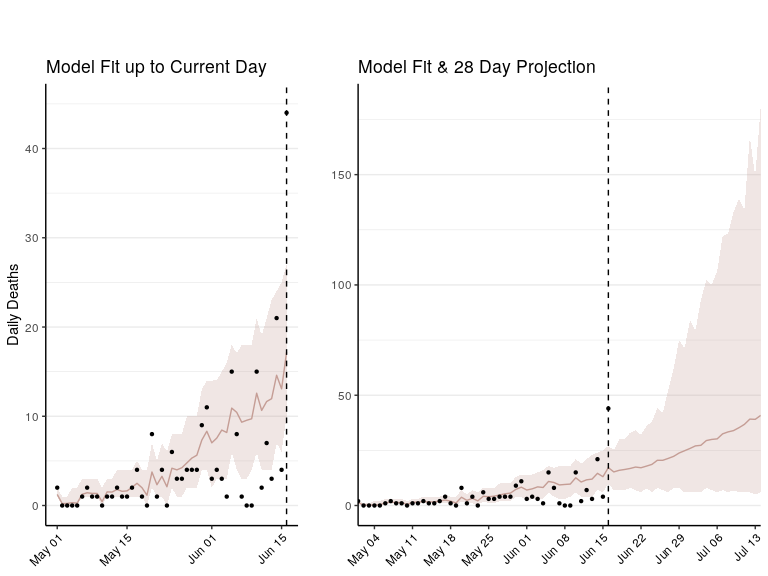 Model Fit up to Current Day
Model Fit & 28 Day Projection
Daily Deaths
40
30
20
10
0
May 01
May 15
Jun 01
Jun 15
150
100
50
0
May 04
May 11
May 18
May 25
Jun 01
Jun 08
Jun 15
Jun 22
Jun 29
Jul 06
Jul 13